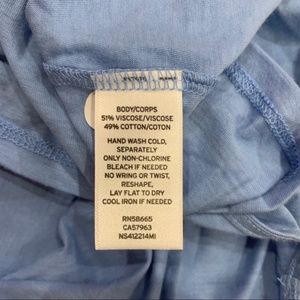 BODY/CORPS
51% VISCOSE/VISCOSE
49% COTTON/COTON
HAND WASH COLD,
SEPARATELY
ONLY NON-CHLORINE
BLEACH IF NEEDED
NO WRING OR TWIST,
RESHAPE,
LAY FLAT TO DRY
COOL IRON IF NEEDED
RN58665
CA57963
NS412214MI